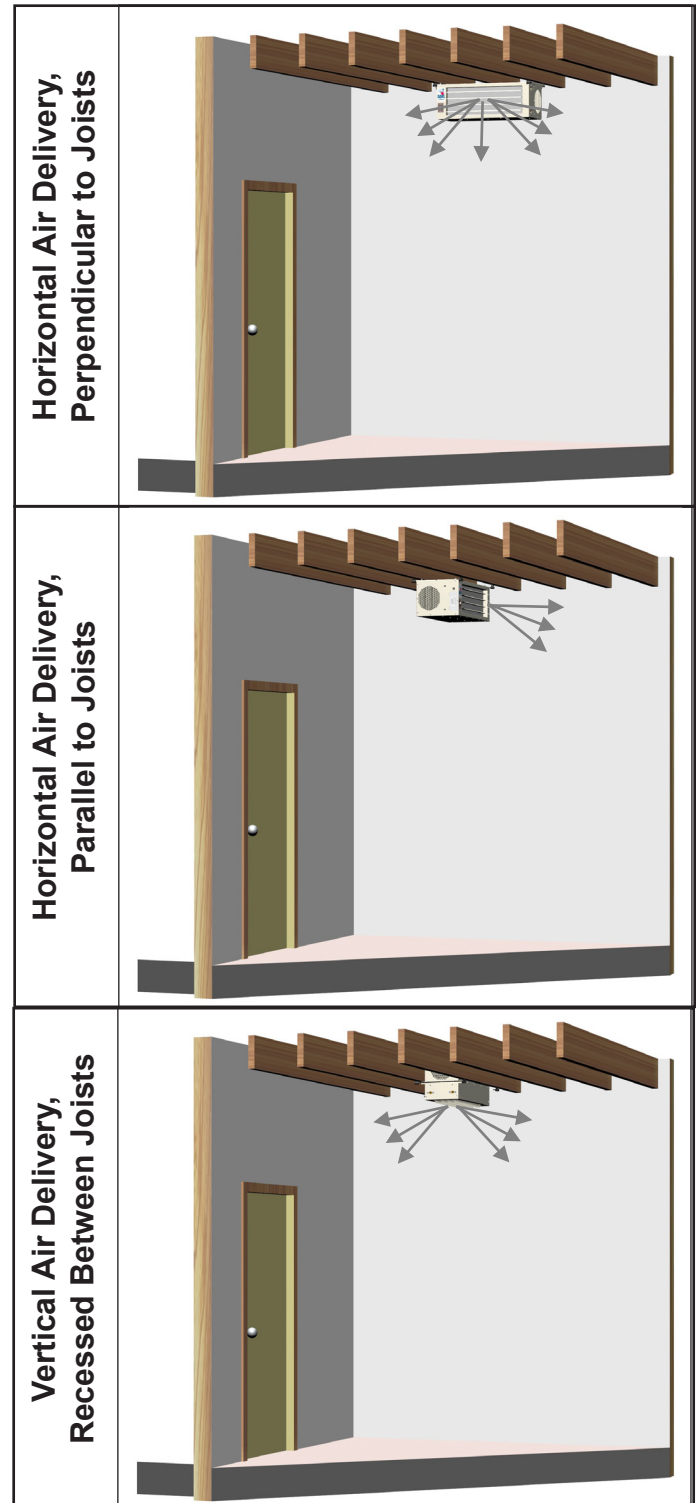 Horizontal Air Delivery,
Perpendicular to Joists
Horizontal Air Delivery,
Parallel to Joists
Vertical Air Delivery,
Recessed Between Joists